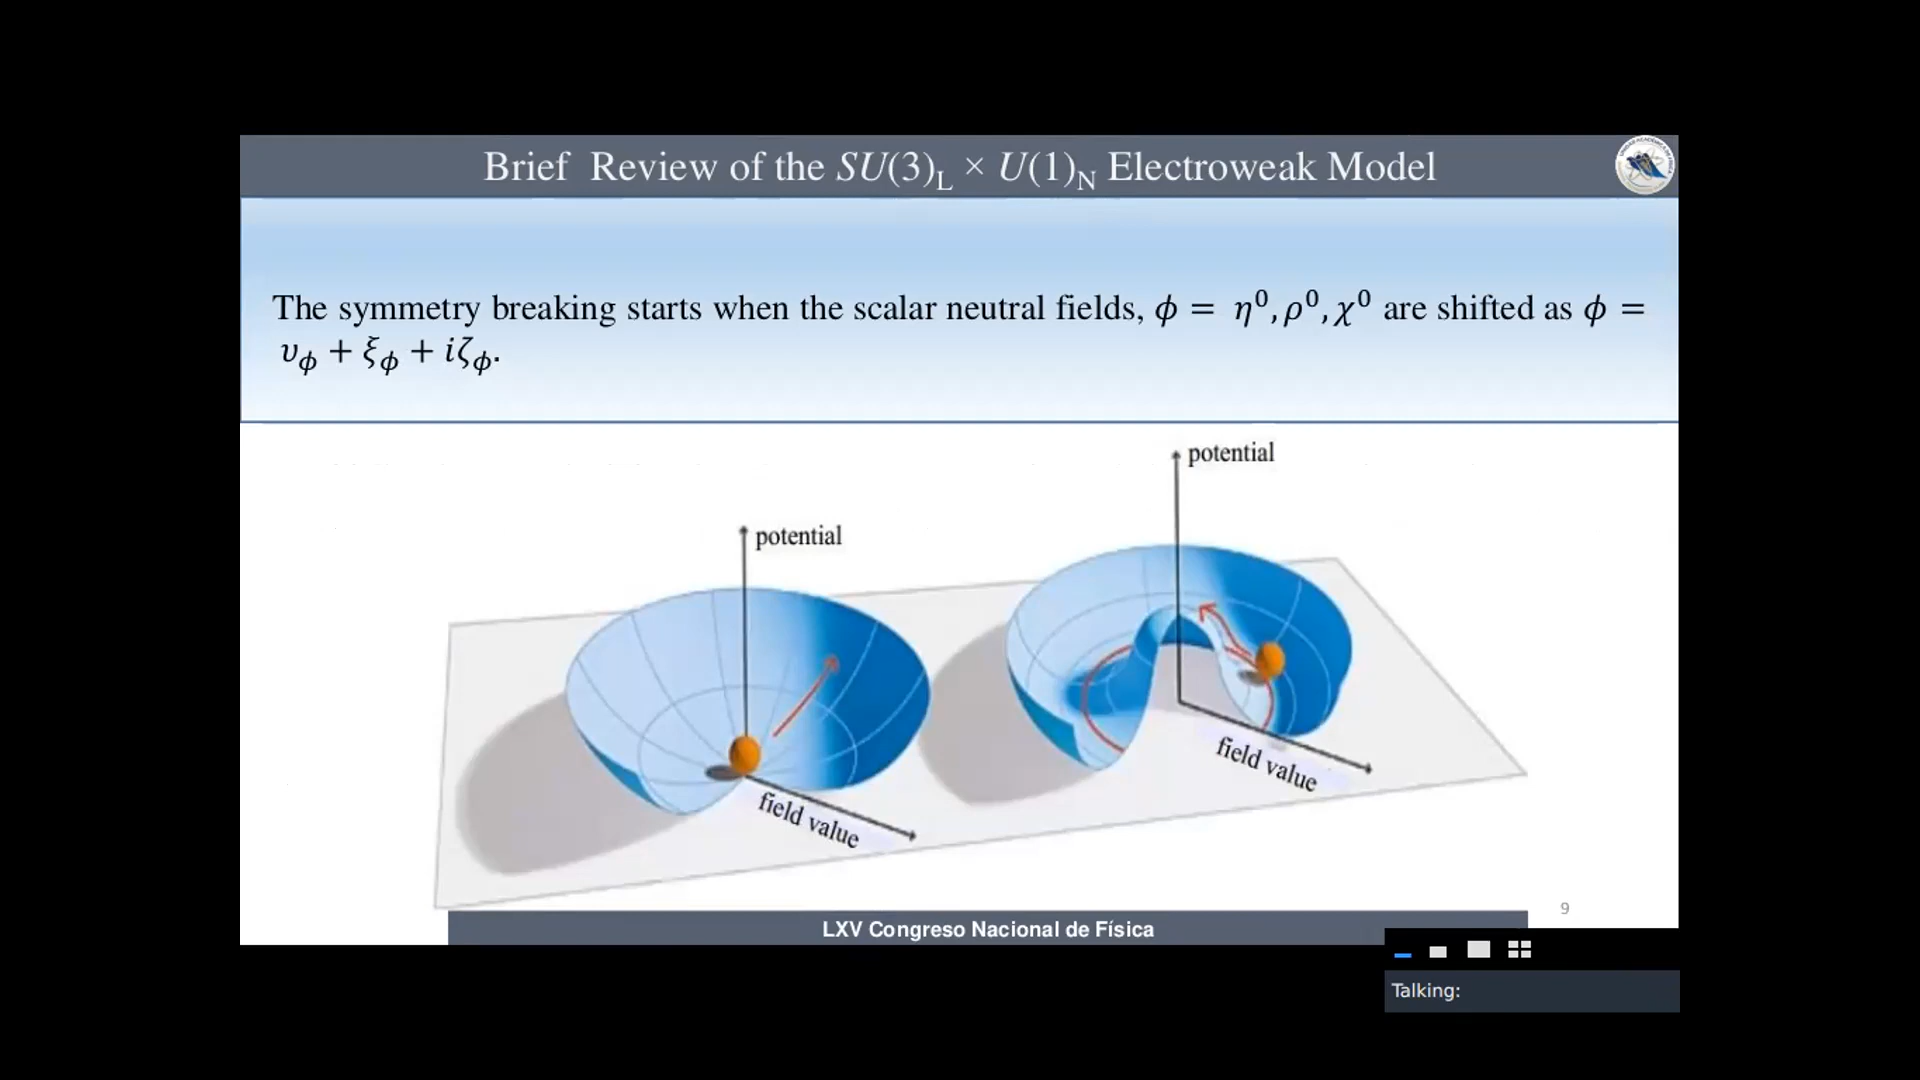 Brief Review of the SU(3)L × U(1)N Electroweak Model
The symmetry breaking starts when the scalar neutral fields, ϕ = η⁰, ρ⁰, χ⁰ are shifted as ϕ =
υϕ + ξϕ + iζϕ.
potential
potential
field value
field value
9
LXV Congreso Nacional de Física
Talking: